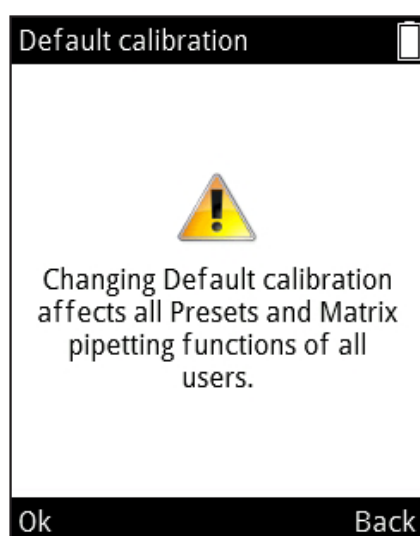 Default calibration
Changing Default calibration
affects all Presets and Matrix
pipetting functions of all
users.
Ok
Back